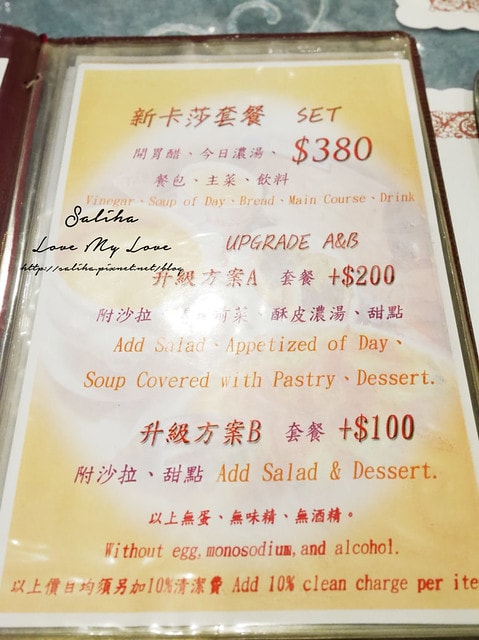 新卡莎套餐 SET
開胃醋、今日濃湯、 $380
餐包、主菜、飲料
Vinegar、Soup of Day、Bread、Main Course、Drink
Saliha
Love My Love
http://saliha.pixnet.net/blog
UPGRADE A&B
升級方案A 套餐 +$200
附沙拉、 前菜、酥皮濃湯、甜點
Add Salad、Appetized of Day、
Soup Covered with Pastry、Dessert.
升級方案B 套餐 +$100
附沙拉、甜點 Add Salad & Dessert.
以上無蛋、無味精、無酒精。
Without egg,monosodium,and alcohol.
以上價目均須另加10%清潔費 Add 10% clean charge per ite